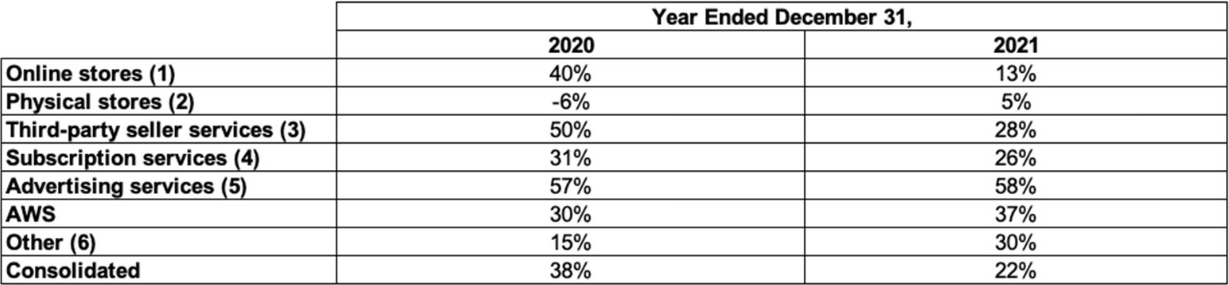 Year Ended December 31,
2020 2021
Online stores (1) 40% 13%
Physical stores (2) -6% 5%
Third-party seller services (3) 50% 28%
Subscription services (4) 31% 26%
Advertising services (5) 57% 58%
AWS 30% 37%
Other (6) 15% 30%
Consolidated 38% 22%